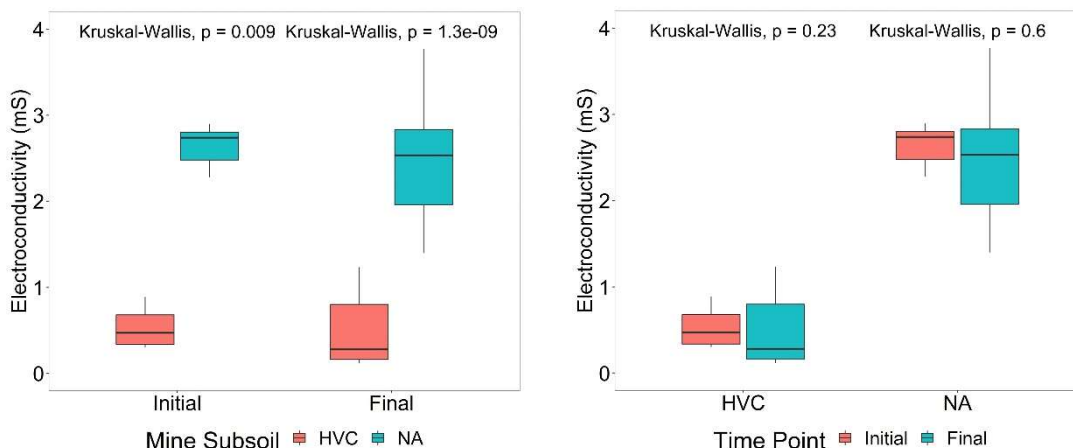 Kruskal-Wallis, p = 0.009 Kruskal-Wallis, p = 1.3e-09
Electroconductivity (mS)
4
3
2
1
0
Initial Final
Mine Subsoil HVC NA
Kruskal-Wallis, p = 0.23 Kruskal-Wallis, p = 0.6
Electroconductivity (mS)
4
3
2
1
0
HVC NA
Time Point Initial Final